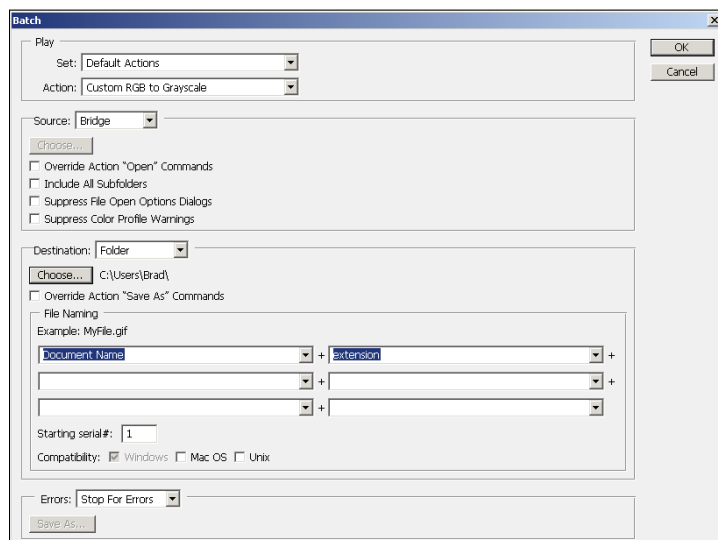 Batch
Play
Set: Default Actions
Action: Custom RGB to Grayscale
OK
Cancel
Source: Bridge
Choose...
Override Action "Open" Commands
Include All Subfolders
Suppress File Open Options Dialogs
Suppress Color Profile Warnings
Destination: Folder
Choose... C:\Users\Brad\
Override Action "Save As" Commands
File Naming
Example: MyFile.gif
Document Name + extension +
+ +
+
Starting serial#: 1
Compatibility: Windows Mac OS Unix
Errors: Stop For Errors
Save As...